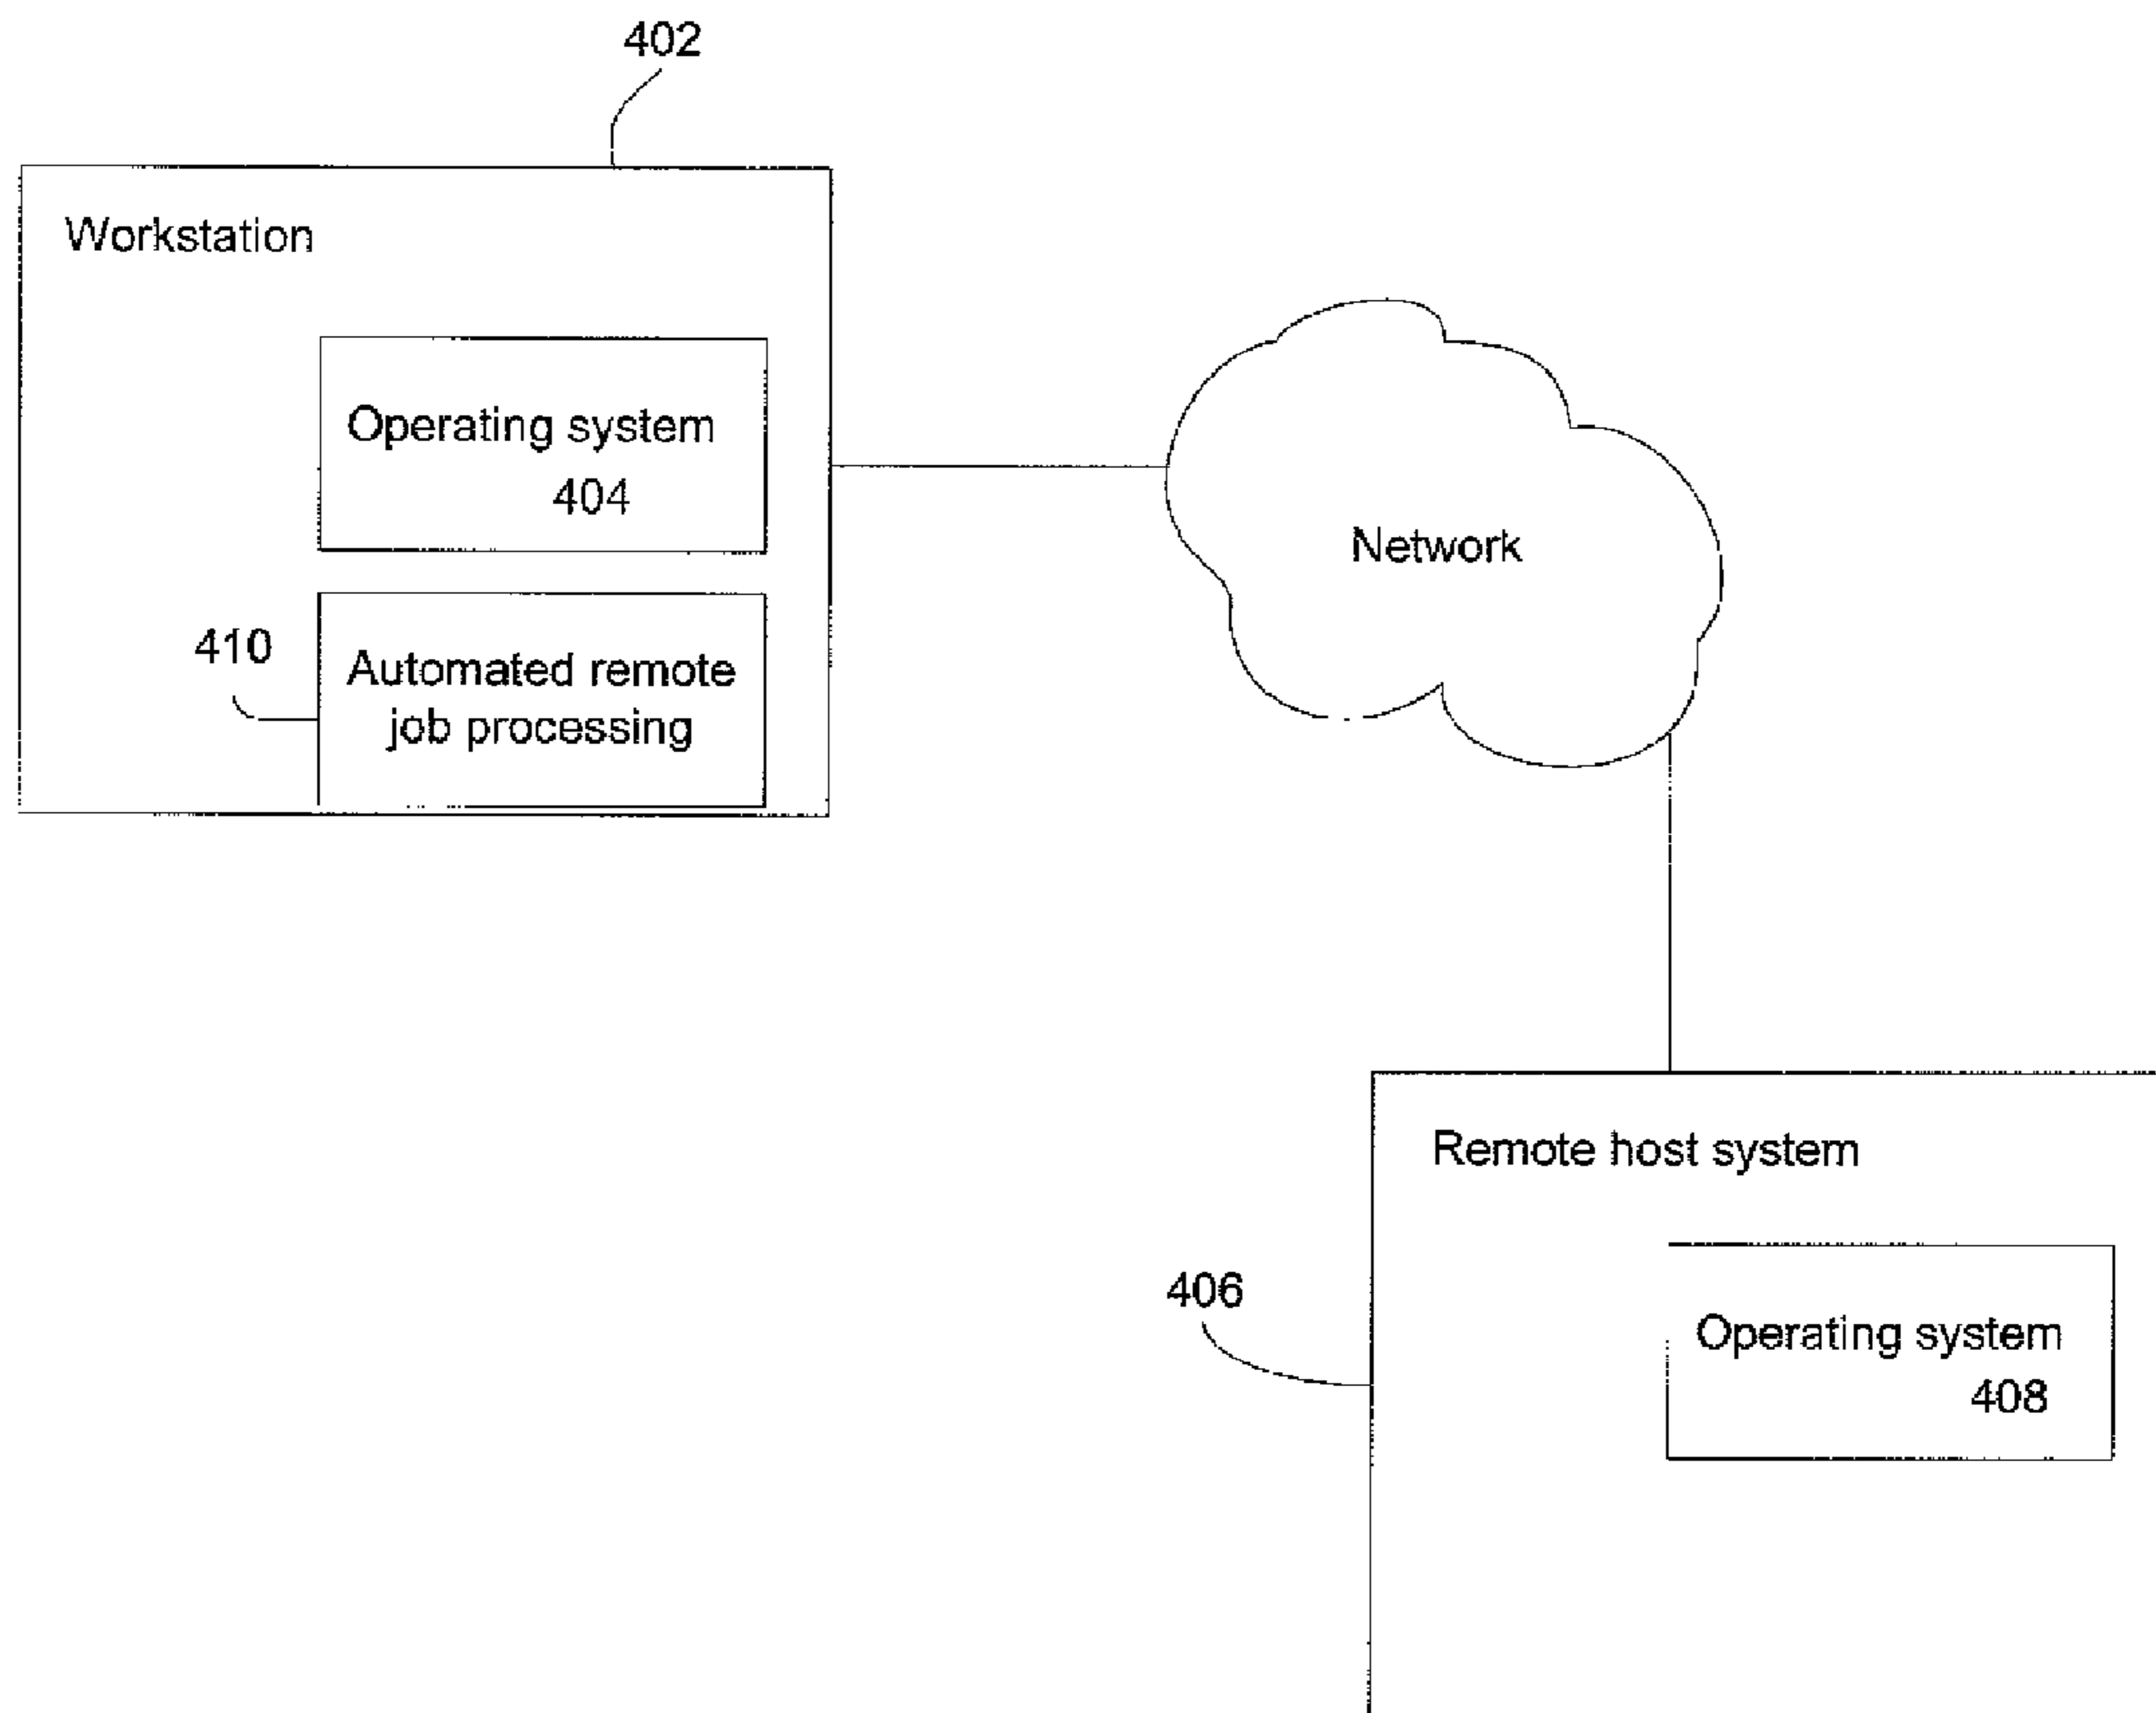 402
Workstation
Operating system
404
410
Automated remote
job processing
Network
Remote host system
406
Operating system
408